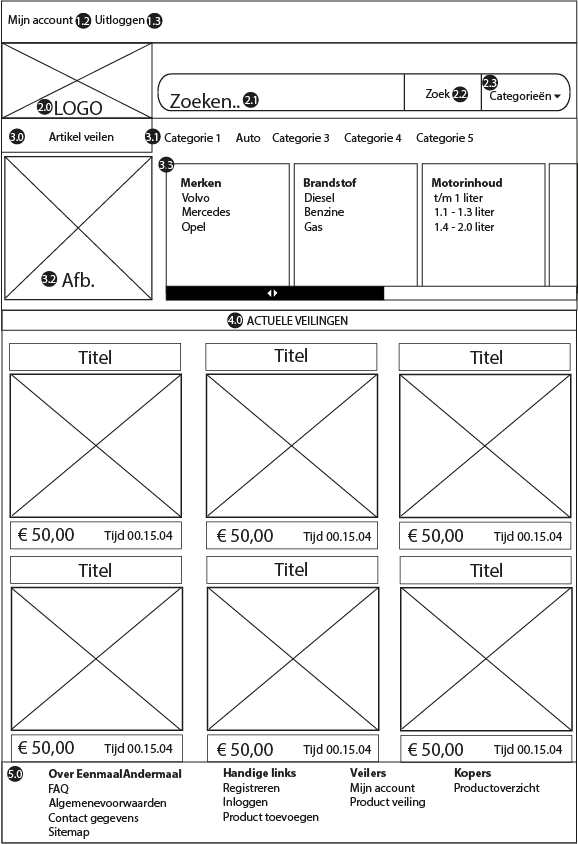 Mijn account 1.2 Uitloggen 1.3
2.0 LOGO
Zoeken.. 2.1
Zoek 2.2
2.3
Categorieën
3.0 Artikel veilen
3.1 Categorie 1 Auto Categorie 3 Categorie 4 Categorie 5
3.2 Afb.
3.3
Merken
Volvo
Mercedes
Opel
Brandstof
Diesel
Benzine
Gas
Motorinhoud
t/m 1 liter
1.1 - 1.3 liter
1.4 - 2.0 liter
4.0 ACTUELE VEILINGEN
Titel Titel Titel
€ 50,00 Tijd 00.15.04 € 50,00 Tijd 00.15.04 € 50,00 Tijd 00.15.04
Titel Titel Titel
€ 50,00 Tijd 00.15.04 € 50,00 Tijd 00.15.04 € 50,00 Tijd 00.15.04
5.0
Over EenmaalAndermaal
FAQ
Algemenevoorwaarden
Contact gegevens
Sitemap
Handige links
Registreren
Inloggen
Product toevoegen
Veilers
Mijn account
Product veiling
Kopers
Productoverzicht